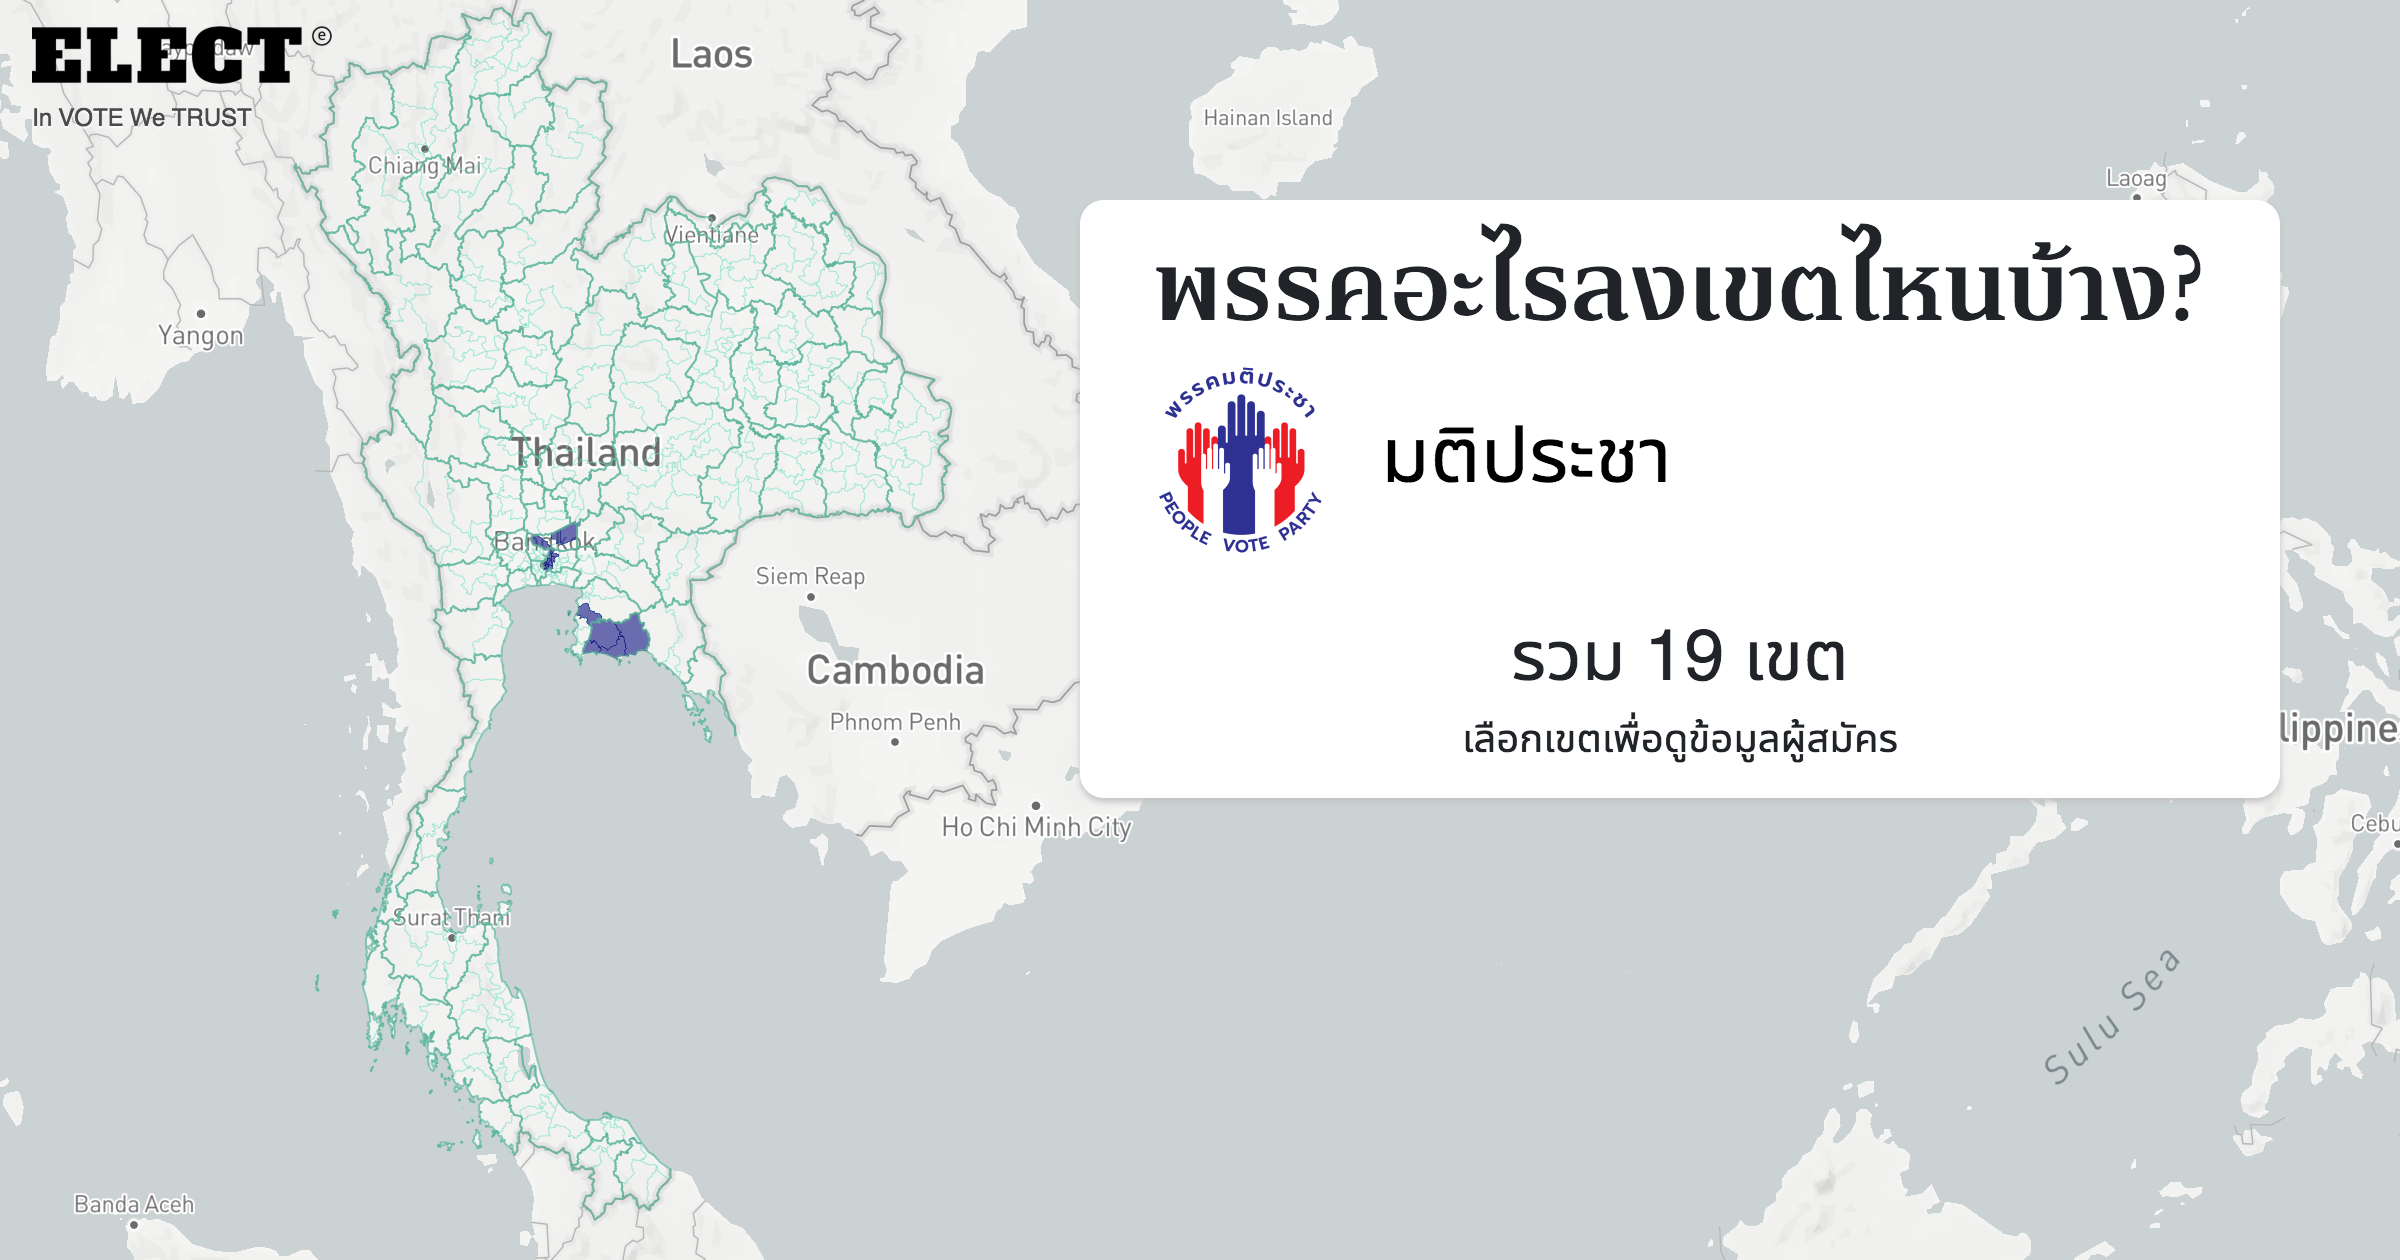 ELECT ⓔ
In VOTE We TRUST
Laos
Hainan Island
Chiang Mai
Laoag
Vientiane
Yangon
พรรคอะไรลงเขตไหนบ้าง?
พรรคมติประชา
PEOPLE VOTE PARTY
มติประชา
Thailand
Bangkok
Siem Reap
Cambodia
Phnom Penh
รวม 19 เขต
เลือกเขตเพื่อดูข้อมูลผู้สมัคร
lippine
Ho Chi Minh City
Cebu
Surat Thani
Sulu Sea
Banda Aceh